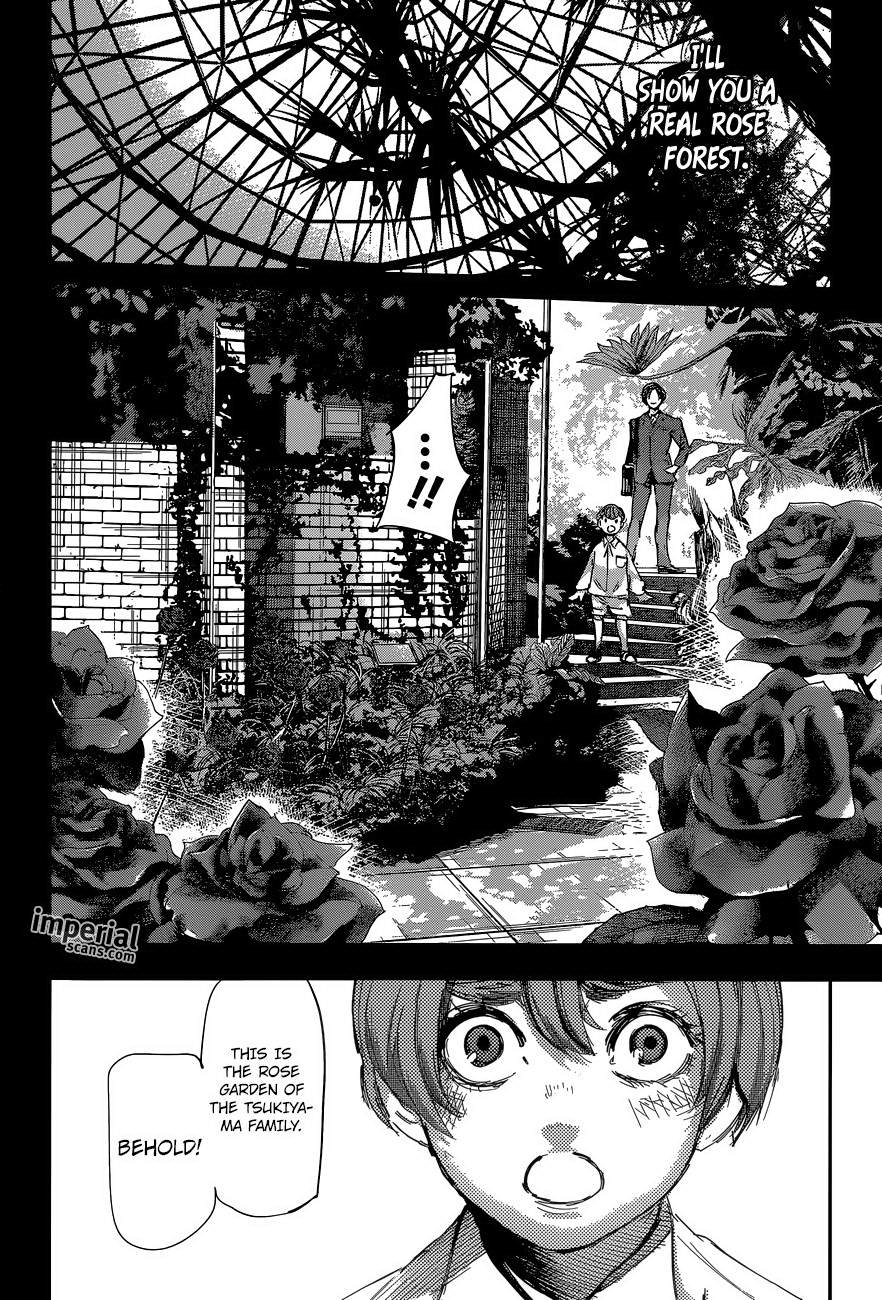 I'LL
SHOW YOU A
REAL ROSE
FOREST.
...!!
THIS IS
THE ROSE
GARDEN OF
THE TSUKIYA-
MA FAMILY.
BEHOLD!
imperial
scans.com